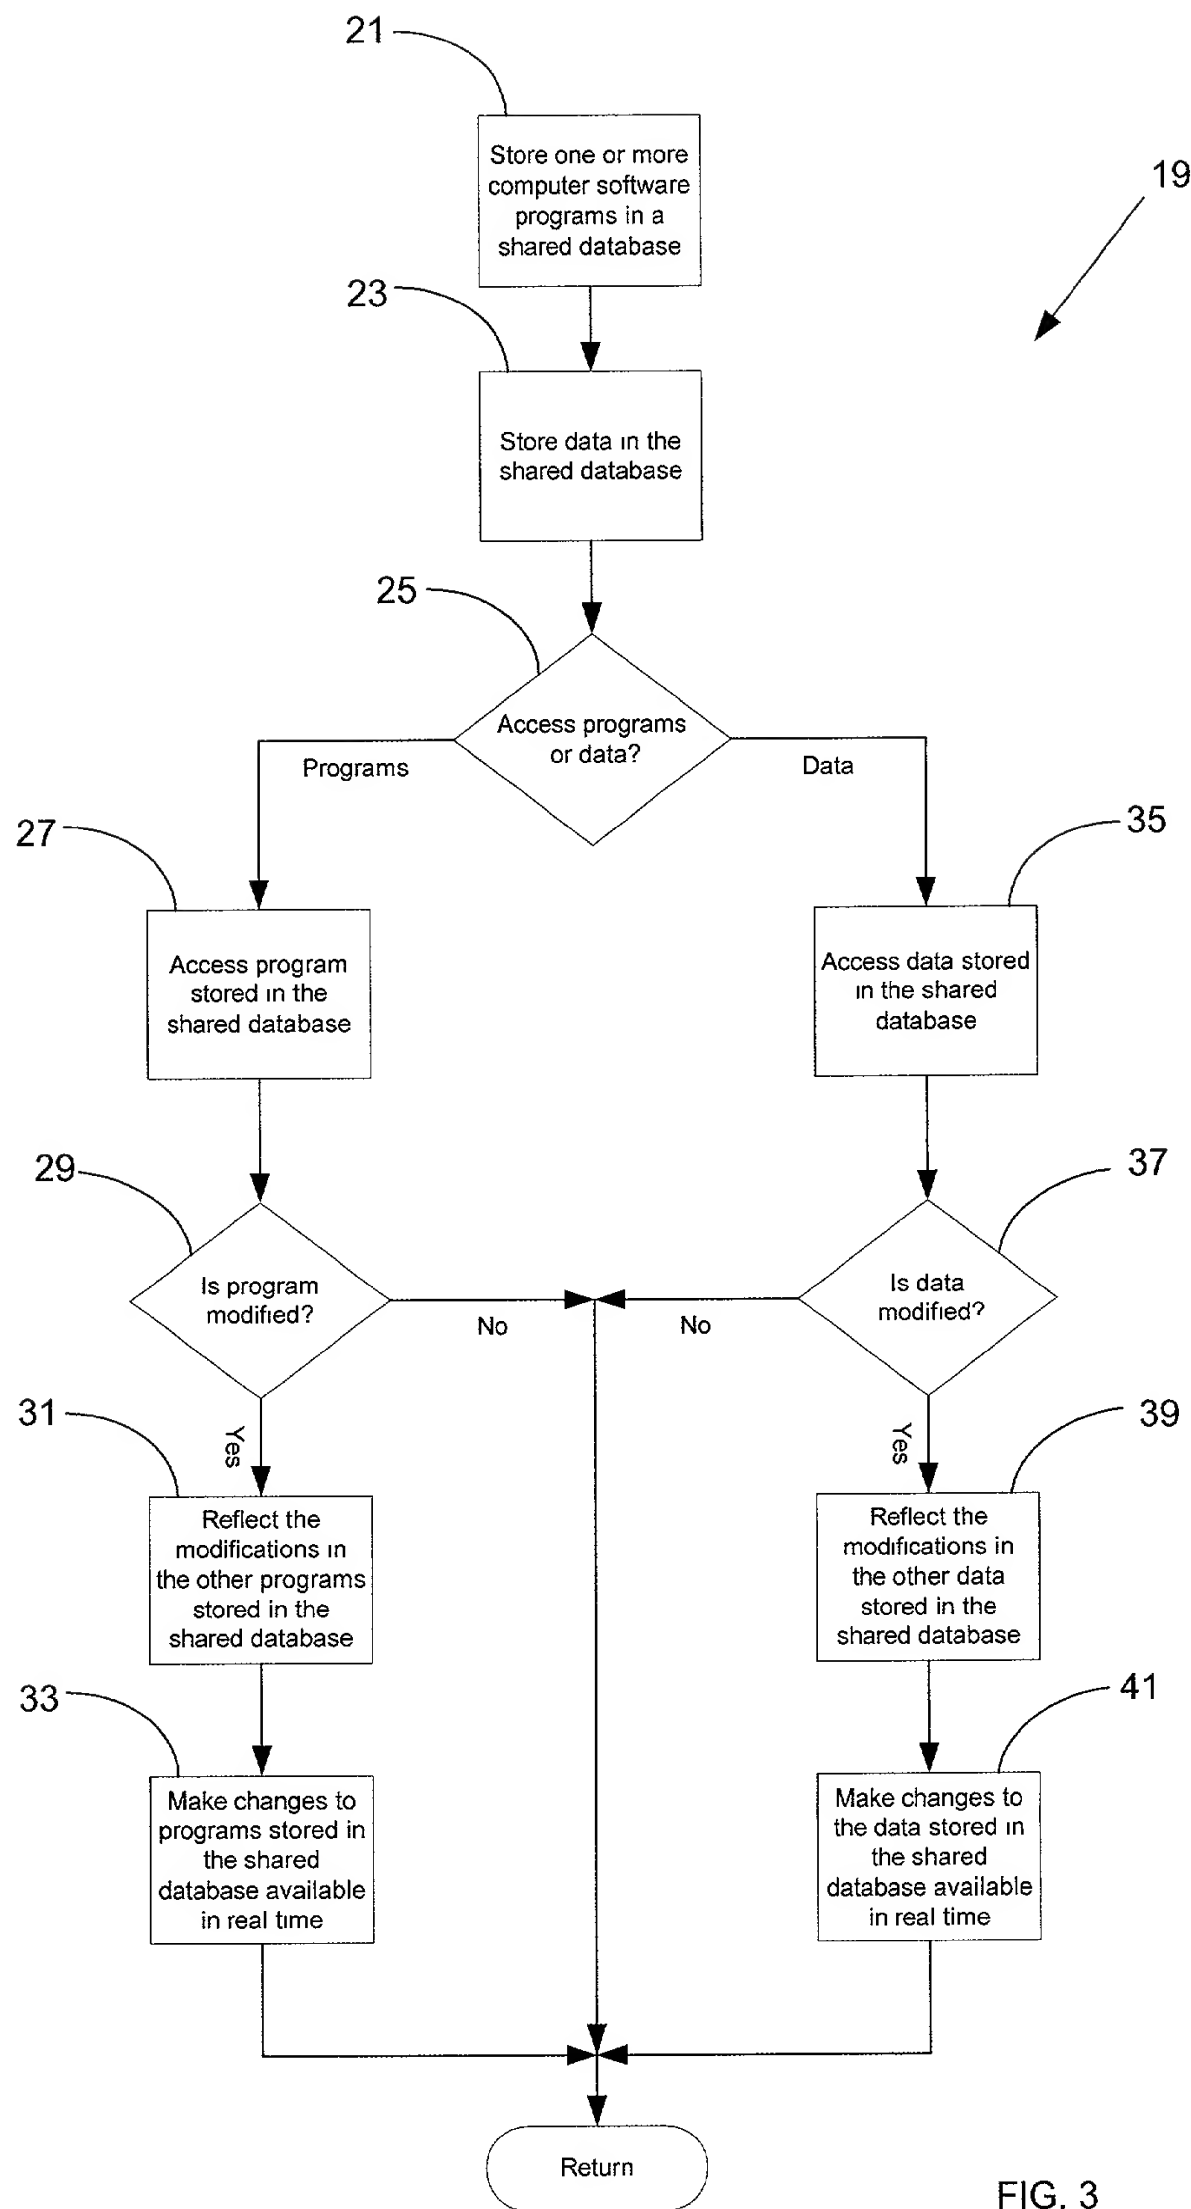 21
Store one or more
computer software
programs in a
shared database
19
23
Store data in the
shared database
25
Access programs
or data?
Programs
Data
27
35
Access program
stored in the
shared database
Access data stored
in the shared
database
29
37
Is program
modified?
Is data
modified?
No
No
31
Yes
Yes
39
Reflect the
modifications in
the other programs
stored in the
shared database
Reflect the
modifications in
the other data
stored in the
shared database
33
41
Make changes to
programs stored in
the shared
database available
in real time
Make changes to
the data stored in
the shared
database available
in real time
Return
FIG. 3